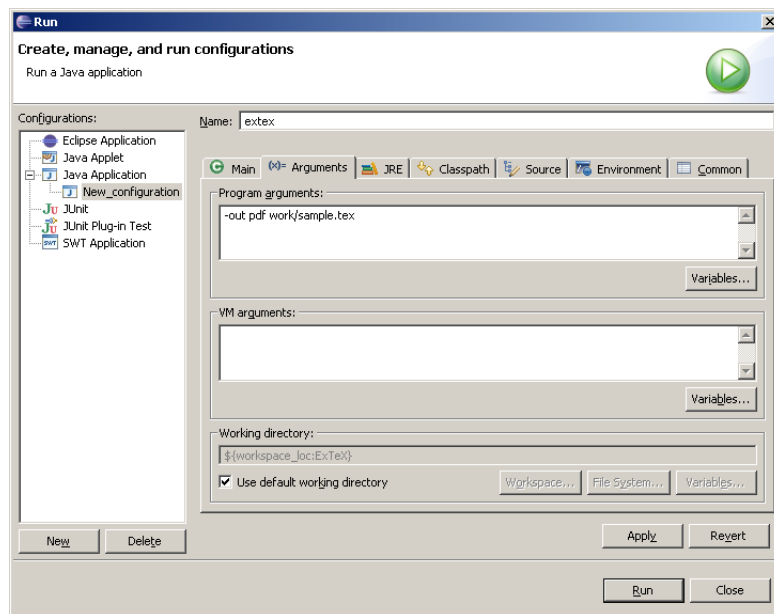 Run
Create, manage, and run configurations
Run a Java application
Configurations:
Eclipse Application
Java Applet
Java Application
New_configuration
JUnit
JUnit Plug-in Test
SWT Application
New Delete
Name: extex
Main (x)= Arguments JRE Classpath Source Environment Common
Program arguments:
-out pdf work/sample.tex
Variables...
VM arguments:
Variables...
Working directory:
${workspace_loc:ExTeX}
Use default working directory Workspace... File System... Variables...
Apply Revert
Run Close